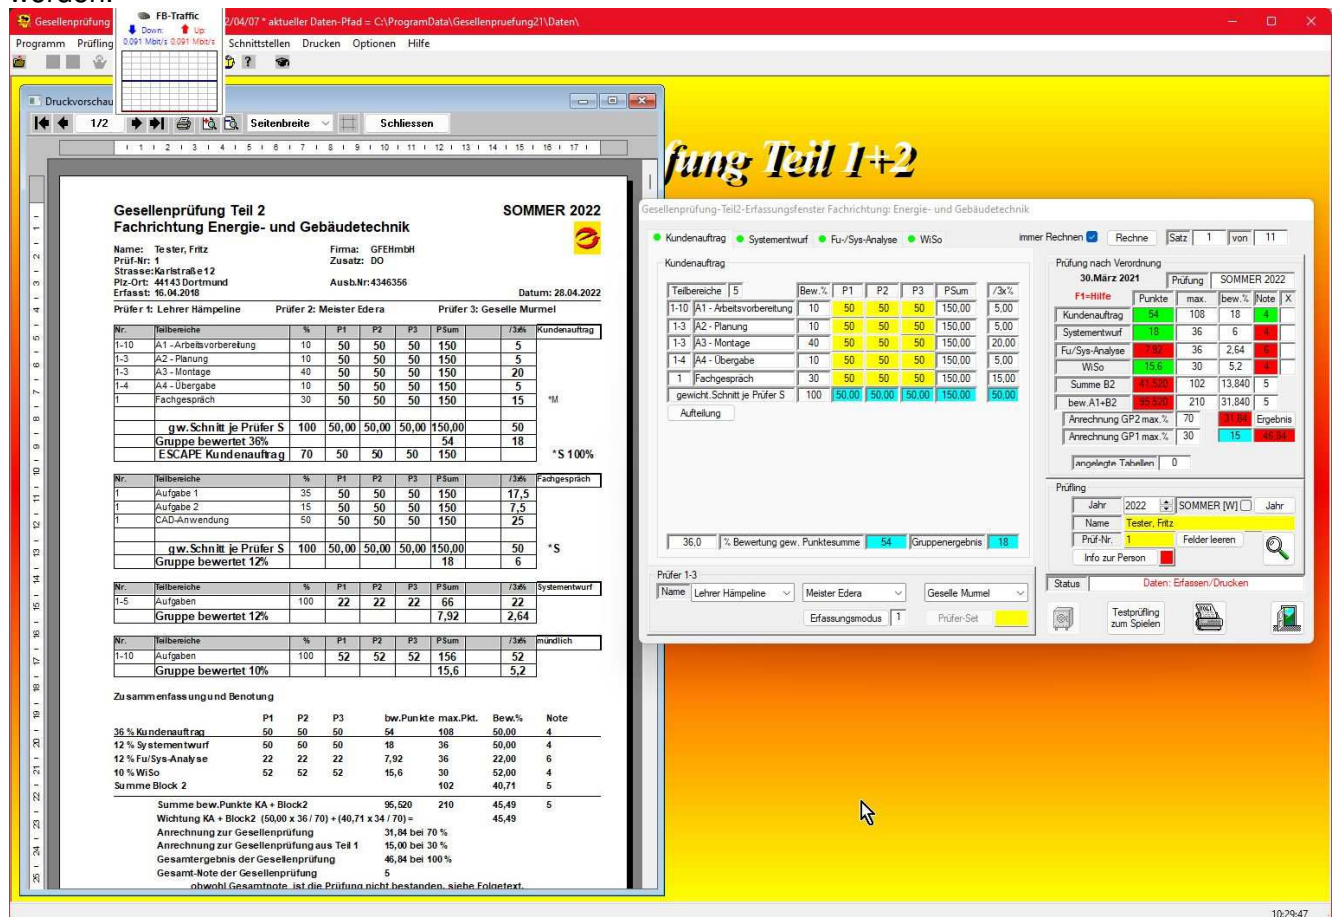 werden.
Gesellenprüfung
FB-Traffic
2/04/07 * aktueller Daten-Pfad = C:\ProgramData\Gesellenpruefung21\Daten\
Down: Up:
0.091 Mbit/s 0.091 Mbit/s
Programm Prüfling Schnittstellen Drucken Optionen Hilfe
Druckvorschau
1/2 Seitenbreite Schliessen
1 2 3 4 5 6 7 8 9 10 11 12 13 14 15 16 17
fung Teil 1+2
Gesellenprüfung Teil 2 SOMMER 2022
Fachrichtung Energie- und Gebäudetechnik
Name: Tester, Fritz Firma: GFEHmbH
Prüf-Nr: 1 Zusatz: DO
Strasse: Karlstraße 12
Plz-Ort: 44143 Dortmund Ausb.Nr: 4346356
Erfasst: 16.04.2018 Datum: 28.04.2022
Prüfer 1: Lehrer Hämpeline Prüfer 2: Meister Edera Prüfer 3: Geselle Murmel
Nr. Teilbereiche % P1 P2 P3 PSum /3x% Kundenauftrag
1-10 A1 - Arbeitsvorbereitung 10 50 50 50 150 5
1-3 A2 - Planung 10 50 50 50 150 5
1-3 A3 - Montage 40 50 50 50 150 20
1-4 A4 - Übergabe 10 50 50 50 150 5
1 Fachgespräch 30 50 50 50 150 15 *M
gw.Schnitt je Prüfer S 100 50,00 50,00 50,00 150,00 50
Gruppe bewertet 36% 54 18
ESCAPE Kundenauftrag 70 50 50 50 150 *S 100%
Nr. Teilbereiche % P1 P2 P3 PSum /3x% Fachgespräch
1 Aufgabe 1 35 50 50 50 150 17,5
1 Aufgabe 2 15 50 50 50 150 7,5
1 CAD-Anwendung 50 50 50 50 150 25
gw.Schnitt je Prüfer S 100 50,00 50,00 50,00 150,00 50 *S
Gruppe bewertet 12% 18 6
Nr. Teilbereiche % P1 P2 P3 PSum /3x% Systementwurf
1-5 Aufgaben 100 22 22 22 66 22
Gruppe bewertet 12% 7,92 2,64
Nr. Teilbereiche % P1 P2 P3 PSum /3x% mündlich
1-10 Aufgaben 100 52 52 52 156 52
Gruppe bewertet 10% 15,6 5,2
Zusammenfassung und Benotung
P1 P2 P3 bw.Punkte max.Pkt. Bew.% Note
36 % Kundenauftrag 50 50 50 54 108 50,00 4
12 % Systementwurf 50 50 50 18 36 50,00 4
12 % Fu/Sys-Analyse 22 22 22 7,92 36 22,00 6
10 % WiSo 52 52 52 15,6 30 52,00 4
Summe Block 2 102 40,71 5
Summe bew.Punkte KA + Block2 95,520 210 45,49 5
Wichtung KA + Block2 (50,00 x 36 / 70) + (40,71 x 34 / 70) = 45,49
Anrechnung zur Gesellenprüfung 31,84 bei 70 %
Anrechnung zur Gesellenprüfung aus Teil 1 15,00 bei 30 %
Gesamtergebnis der Gesellenprüfung 46,84 bei 100 %
Gesamt-Note der Gesellenprüfung 5
obwohl Gesamtnote ist die Prüfung nicht bestanden, siehe Folgetext.
Gesellenprüfung-Teil2-Erfassungsfenster Fachrichtung: Energie- und Gebäudetechnik
Kundenauftrag Systementwurf Fu-/Sys-Analyse WiSo immer Rechnen Rechne Satz 1 von 11
Kundenauftrag
Teilbereiche 5 Bew.% P1 P2 P3 PSum /3x%
1-10 A1 - Arbeitsvorbereitung 10 50 50 50 150,00 5,00
1-3 A2 - Planung 10 50 50 50 150,00 5,00
1-3 A3 - Montage 40 50 50 50 150,00 20,00
1-4 A4 - Übergabe 10 50 50 50 150,00 5,00
1 Fachgespräch 30 50 50 50 150,00 15,00
gewicht.Schnitt je Prüfer S 100 50,00 50,00 50,00 150,00 50,00
Aufteilung
36,0 % Bewertung gew. Punktesumme 54 Gruppenergebnis 18
Prüfer 1-3
Name Lehrer Hämpeline Meister Edera Geselle Murmel
Erfassungsmodus 1 Prüfer-Set
Prüfung nach Verordnung
30.März 2021 Prüfung SOMMER 2022
F1=Hilfe Punkte max. bew.% Note X
Kundenauftrag 54 108 18 4
Systementwurf 18 36 6 4
Fu/Sys-Analyse 7,92 36 2,64 6
WiSo 15,6 30 5,2 4
Summe B2 41,520 102 13,840 5
bew.A1+B2 95,520 210 31,840 5
Anrechnung GP2 max.% 70 31,84 Ergebnis
Anrechnung GP1 max.% 30 15 46,84
angelegte Tabellen 0
Prüfling
Jahr 2022 SOMMER [W] Jahr
Name Tester, Fritz
Prüf-Nr. 1 Felder leeren
Info zur Person
Status Daten: Erfassen/Drucken
Testprüfling
zum Spielen
10:29:47